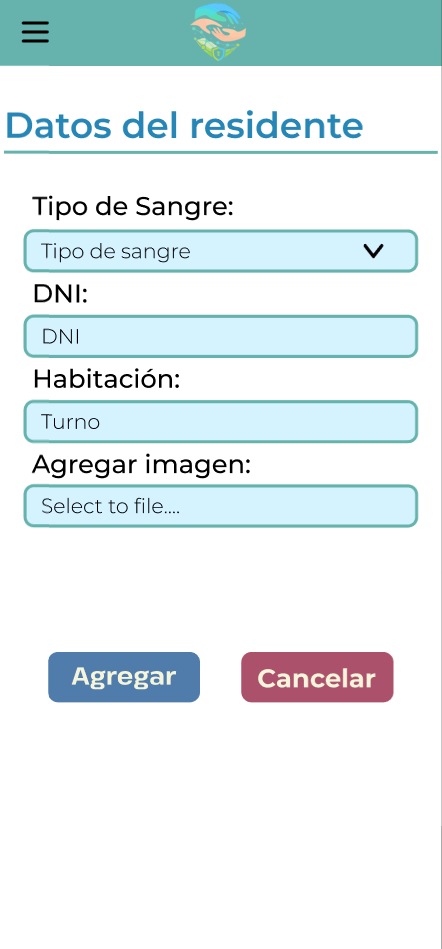 Datos del residente
Tipo de Sangre:
Tipo de sangre
DNI:
DNI
Habitación:
Turno
Agregar imagen:
Select to file....
Agregar
Cancelar